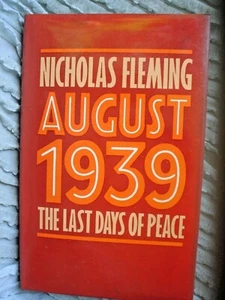 NICHOLAS FLEMING
AUGUST
1939
THE LAST DAYS OF PEACE